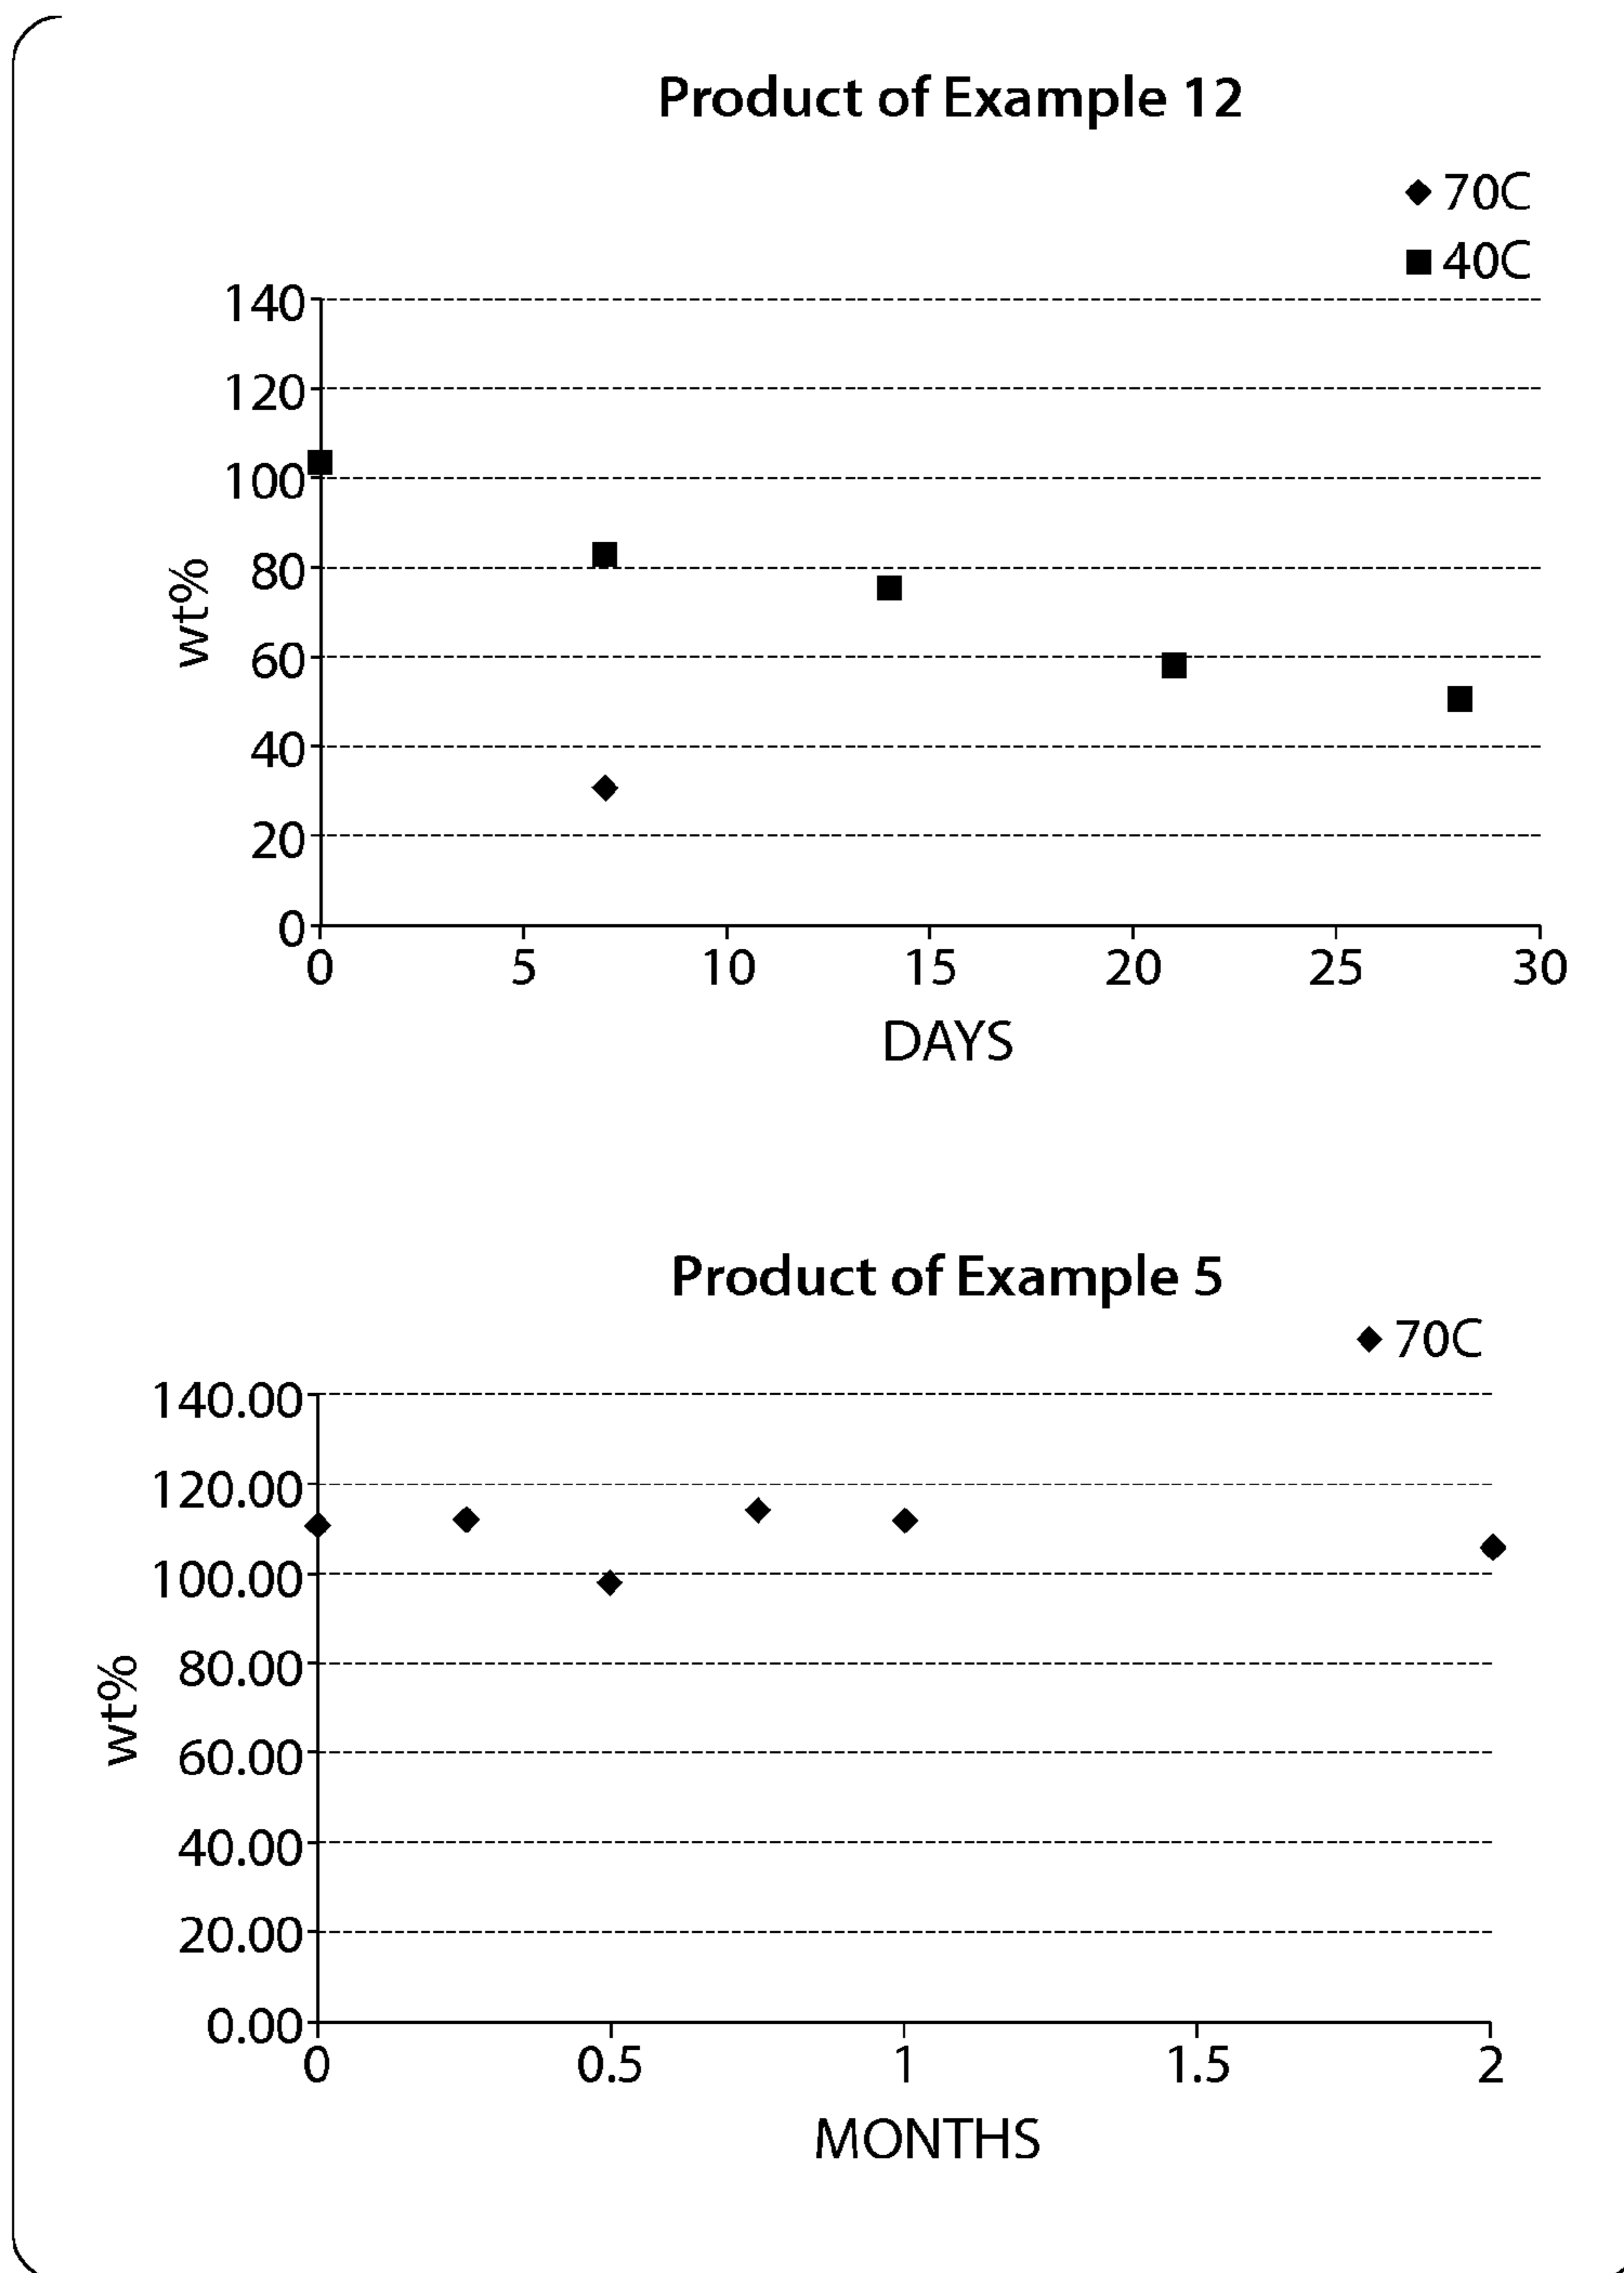 Product of Example 12
70C
40C
140
120
100
80
60
40
20
0
wt%
0 5 10 15 20 25 30
DAYS
Product of Example 5
70C
140.00
120.00
100.00
80.00
60.00
40.00
20.00
0.00
wt%
0 0.5 1 1.5 2
MONTHS